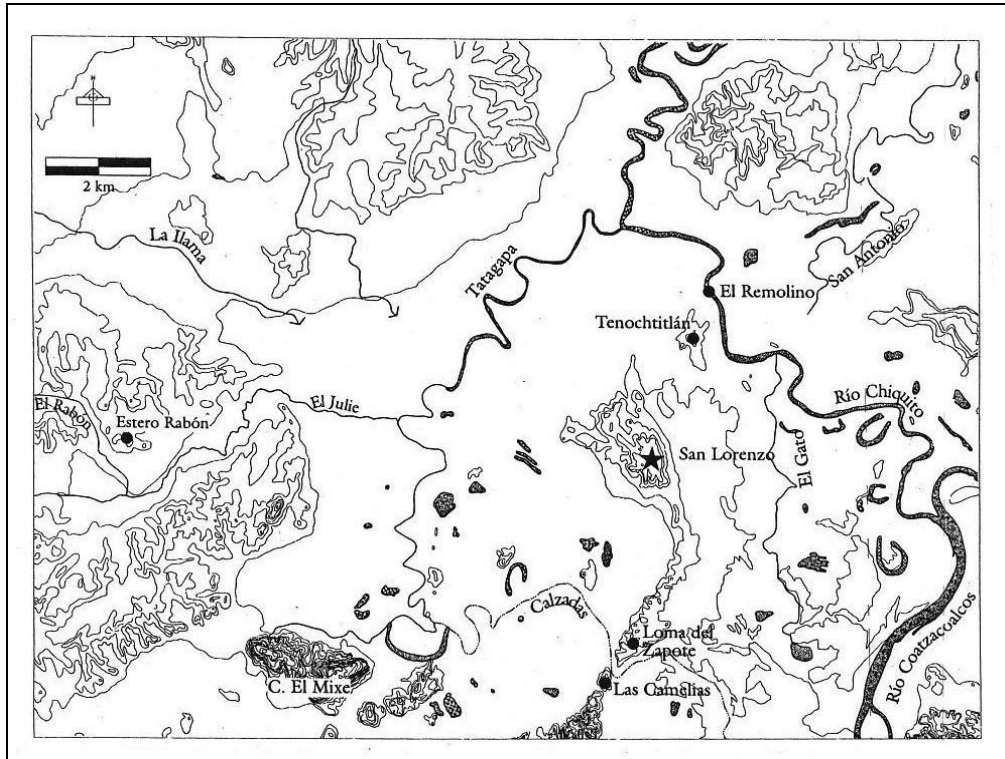 N
2 km
La Ilama
Tatagapa
San Antonio
El Remolino
Tenochtitlán
El Rabón
Estero Rabón
El Julie
Río Chiquito
San Lorenzo
El Gato
Calzadas
Loma del
Zapote
Las Camelias
C. El Mixe
Río Coatzacoalcos